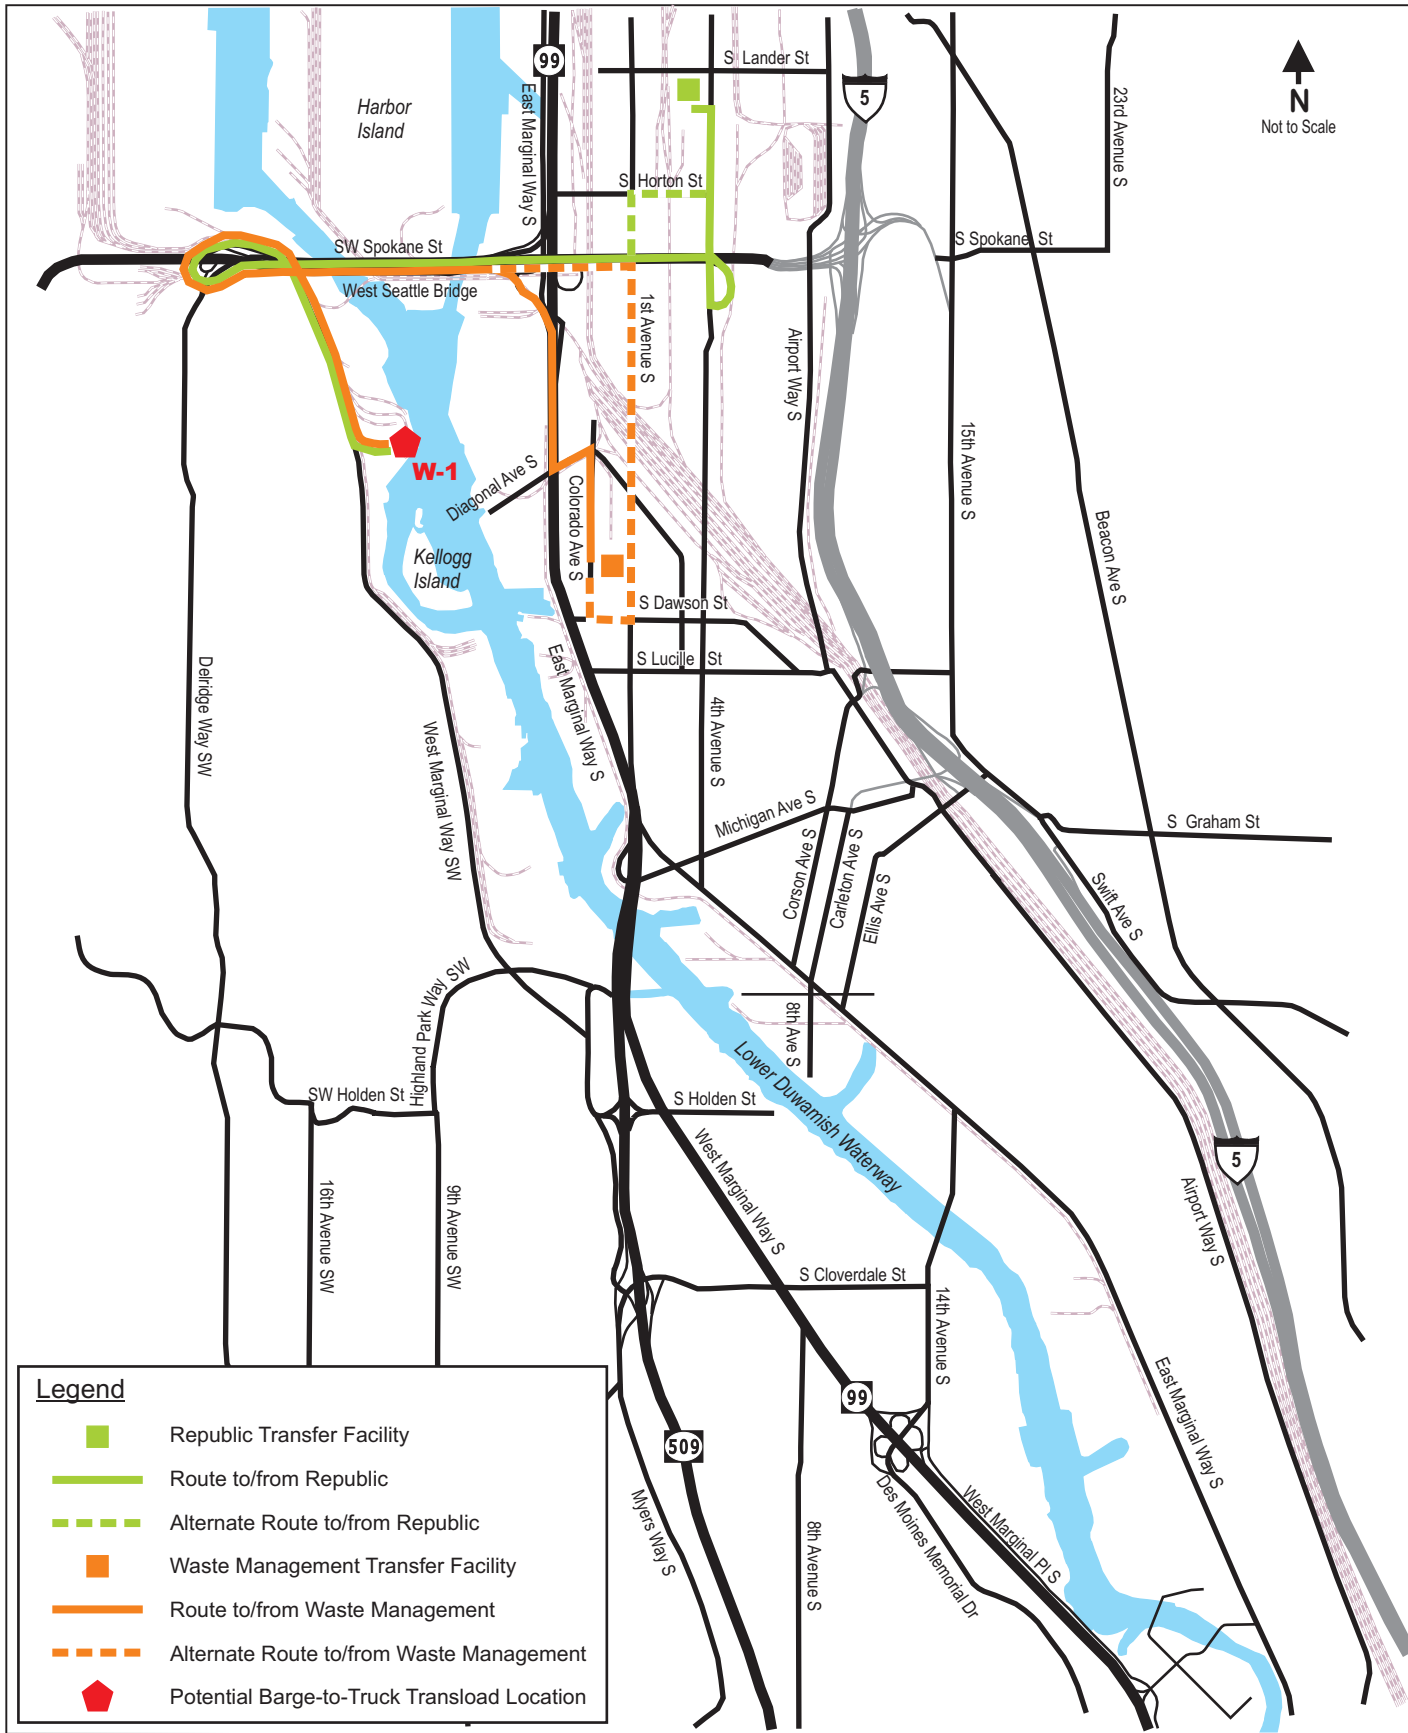 S Lander St
99
5
N
Not to Scale
Harbor
Island
East Marginal Way S
23rd Avenue S
S Horton St
SW Spokane St
S Spokane St
West Seattle Bridge
1st Avenue S
Airport Way S
15th Avenue S
W-1
Diagonal Ave S
Colorado Ave S
Beacon Ave S
Kellogg
Island
S Dawson St
S Lucille St
East Marginal Way S
Delridge Way SW
West Marginal Way SW
4th Avenue S
Michigan Ave S
S Graham St
Corson Ave S
Carleton Ave S
Ellis Ave S
Swift Ave S
Highland Park Way SW
8th Ave S
Lower Duwamish Waterway
SW Holden St
S Holden St
West Marginal Way S
5
16th Avenue SW
9th Avenue SW
Airport Way S
S Cloverdale St
14th Avenue S
East Marginal Way S
99
509
Myers Way S
8th Avenue S
Des Moines Memorial Dr
West Marginal Pl S
Legend
Republic Transfer Facility
Route to/from Republic
Alternate Route to/from Republic
Waste Management Transfer Facility
Route to/from Waste Management
Alternate Route to/from Waste Management
Potential Barge-to-Truck Transload Location